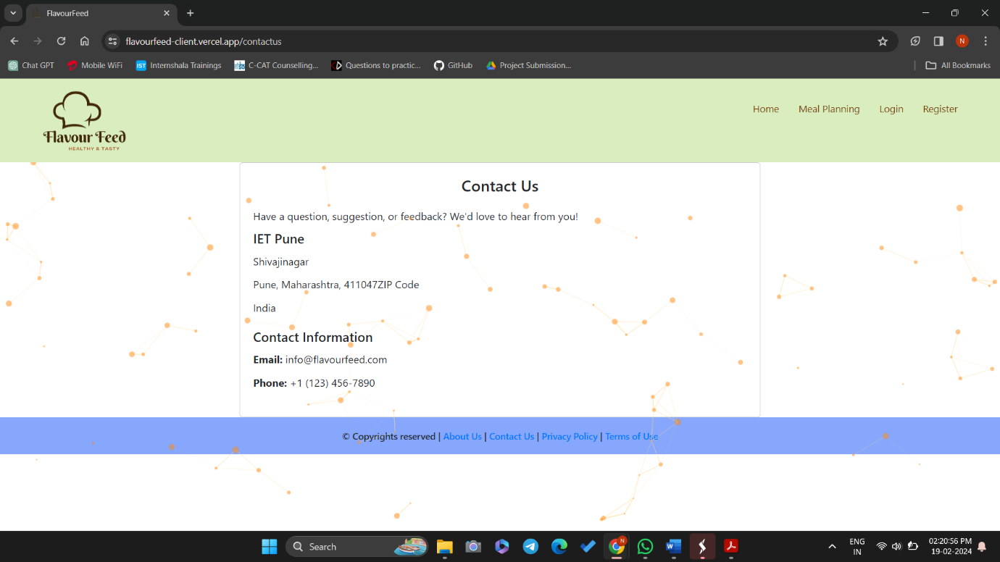 FlavourFeed
flavourfeed-client.vercel.app/contactus
N
Chat GPT
Mobile WiFi
IST Internshala Trainings
C-CAT Counselling...
Questions to practic...
GitHub
Project Submission...
All Bookmarks
Flavour Feed
HEALTHY & TASTY
Home Meal Planning Login Register
Contact Us
Have a question, suggestion, or feedback? We'd love to hear from you!
IET Pune
Shivajinagar
Pune, Maharashtra, 411047ZIP Code
India
Contact Information
Email: info@flavourfeed.com
Phone: +1 (123) 456-7890
© Copyrights reserved | About Us | Contact Us | Privacy Policy | Terms of Use
Search
N
W
ENG
IN
02:20:56 PM
19-02-2024